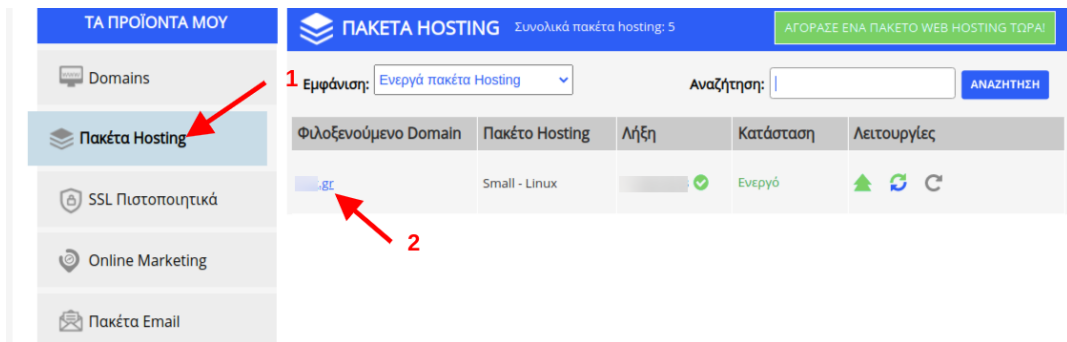 ΤΑ ΠΡΟΪΟΝΤΑ ΜΟΥ
Domains
Πακέτα Hosting
SSL Πιστοποιητικά
Online Marketing
Πακέτα Email
ΠΑΚΕΤΑ HOSTING Συνολικά πακέτα hosting: 5 ΑΓΟΡΑΣΕ ΕΝΑ ΠΑΚΕΤΟ WEB HOSTING ΤΩΡΑ!
1 Εμφάνιση: Ενεργά πακέτα Hosting Αναζήτηση: ΑΝΑΖΗΤΗΣΗ
Φιλοξενούμενο Domain Πακέτο Hosting Λήξη Κατάσταση Λειτουργίες
.gr Small - Linux Ενεργό
2